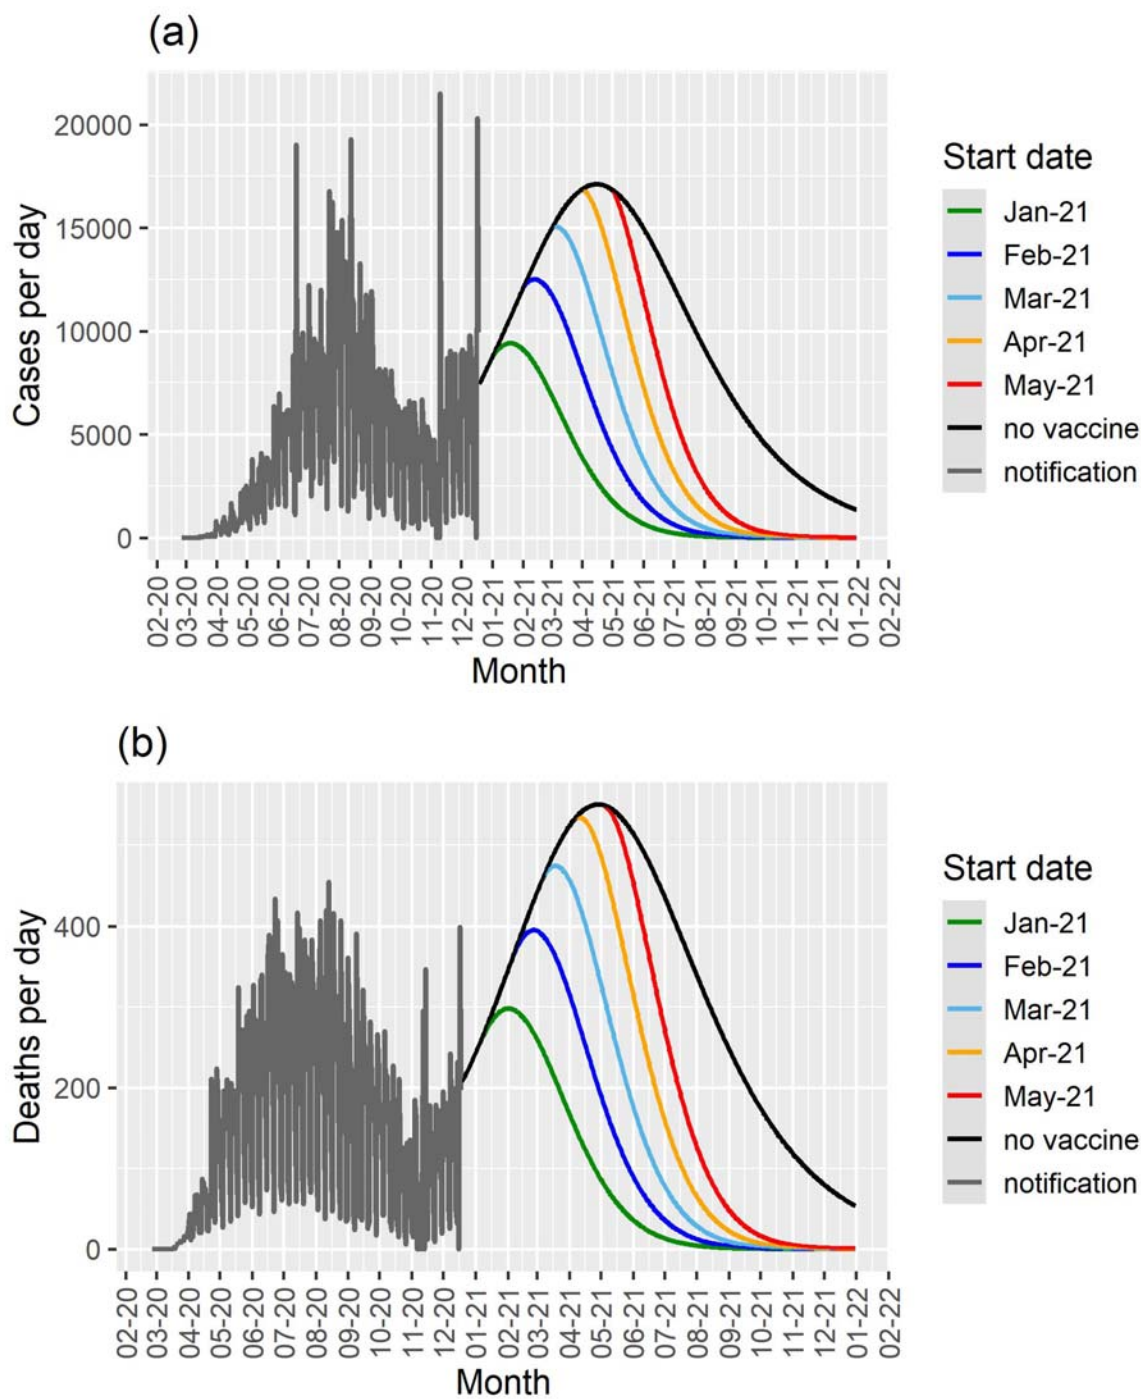 (a)
Cases per day
20000
15000
10000
5000
0
02-20
03-20
04-20
05-20
06-20
07-20
08-20
09-20
10-20
11-20
12-20
01-21
02-21
03-21
04-21
05-21
06-21
07-21
08-21
09-21
10-21
11-21
12-21
01-22
02-22
Month
Start date
Jan-21
Feb-21
Mar-21
Apr-21
May-21
no vaccine
notification
(b)
Deaths per day
400
200
0
02-20
03-20
04-20
05-20
06-20
07-20
08-20
09-20
10-20
11-20
12-20
01-21
02-21
03-21
04-21
05-21
06-21
07-21
08-21
09-21
10-21
11-21
12-21
01-22
02-22
Month
Start date
Jan-21
Feb-21
Mar-21
Apr-21
May-21
no vaccine
notification